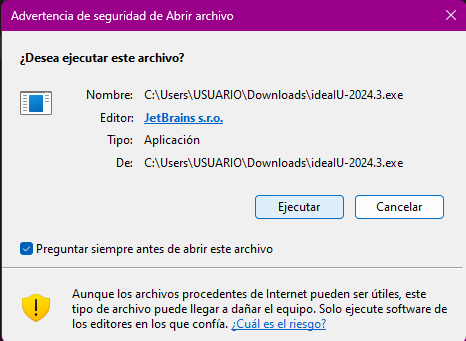 Advertencia de seguridad de Abrir archivo
¿Desea ejecutar este archivo?
Nombre: C:\Users\USUARIO\Downloads\ideaIU-2024.3.exe
Editor: JetBrains s.r.o.
Tipo: Aplicación
De: C:\Users\USUARIO\Downloads\ideaIU-2024.3.exe
Ejecutar Cancelar
Preguntar siempre antes de abrir este archivo
Aunque los archivos procedentes de Internet pueden ser útiles, este
tipo de archivo puede llegar a dañar el equipo. Solo ejecute software de
los editores en los que confía. ¿Cuál es el riesgo?